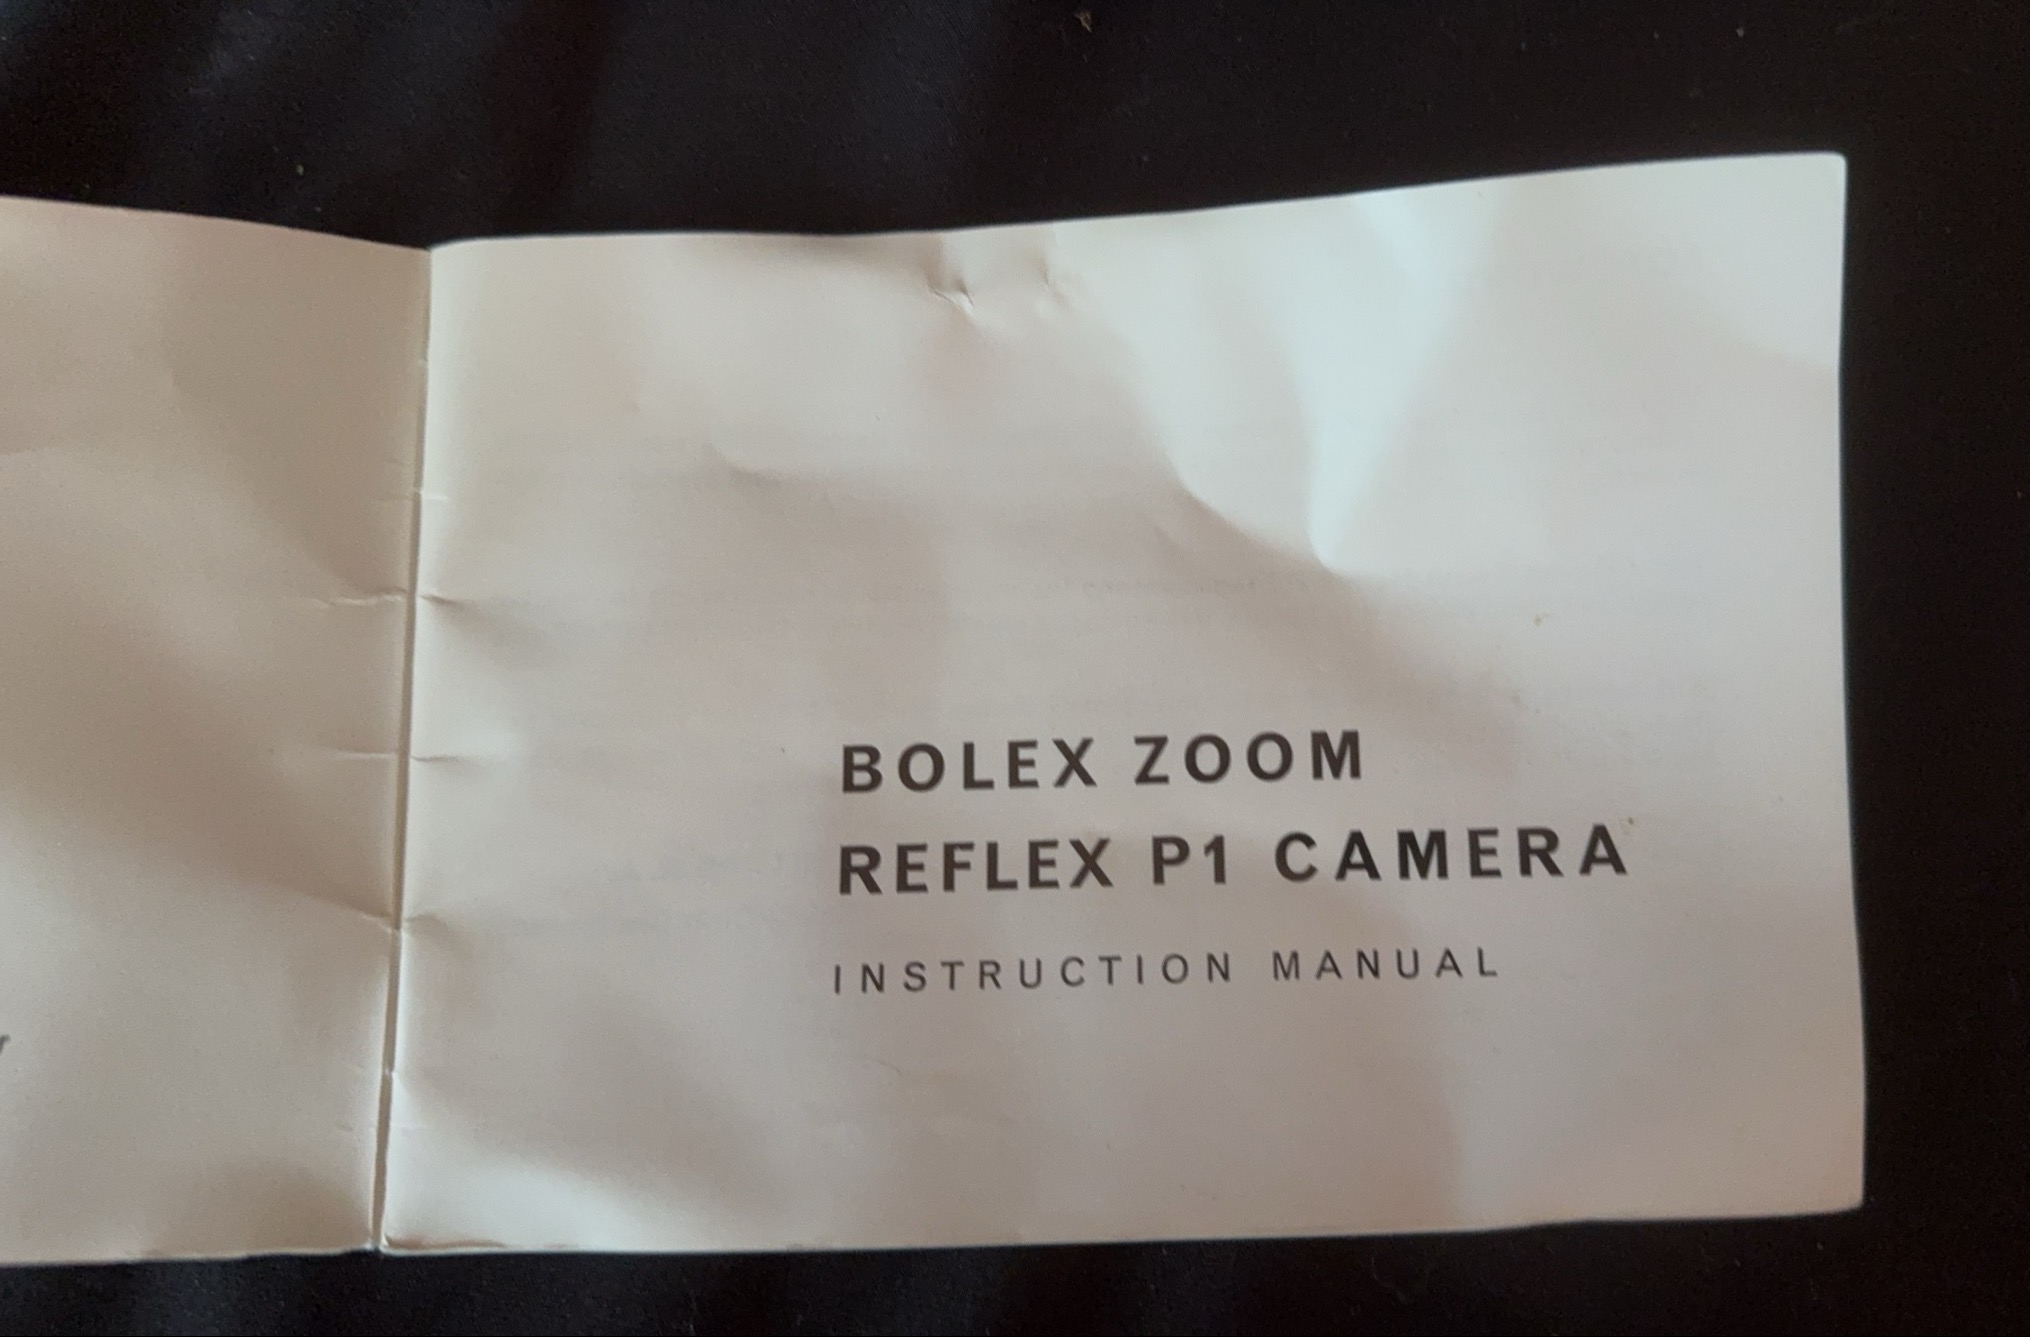 BOLEX ZOOM
REFLEX P1 CAMERA
INSTRUCTION MANUAL